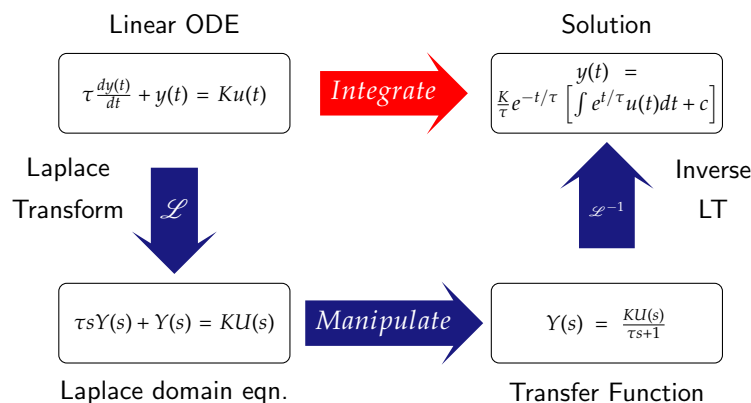 Linear ODE
Solution
τ dy(t)/dt + y(t) = Ku(t)
Integrate
y(t) =
K/τ e^{-t/τ} [∫ e^{t/τ} u(t)dt + c]
Laplace
Transform
ℒ
ℒ^{-1}
Inverse
LT
τsY(s) + Y(s) = KU(s)
Manipulate
Y(s) = KU(s)/τs+1
Laplace domain eqn.
Transfer Function